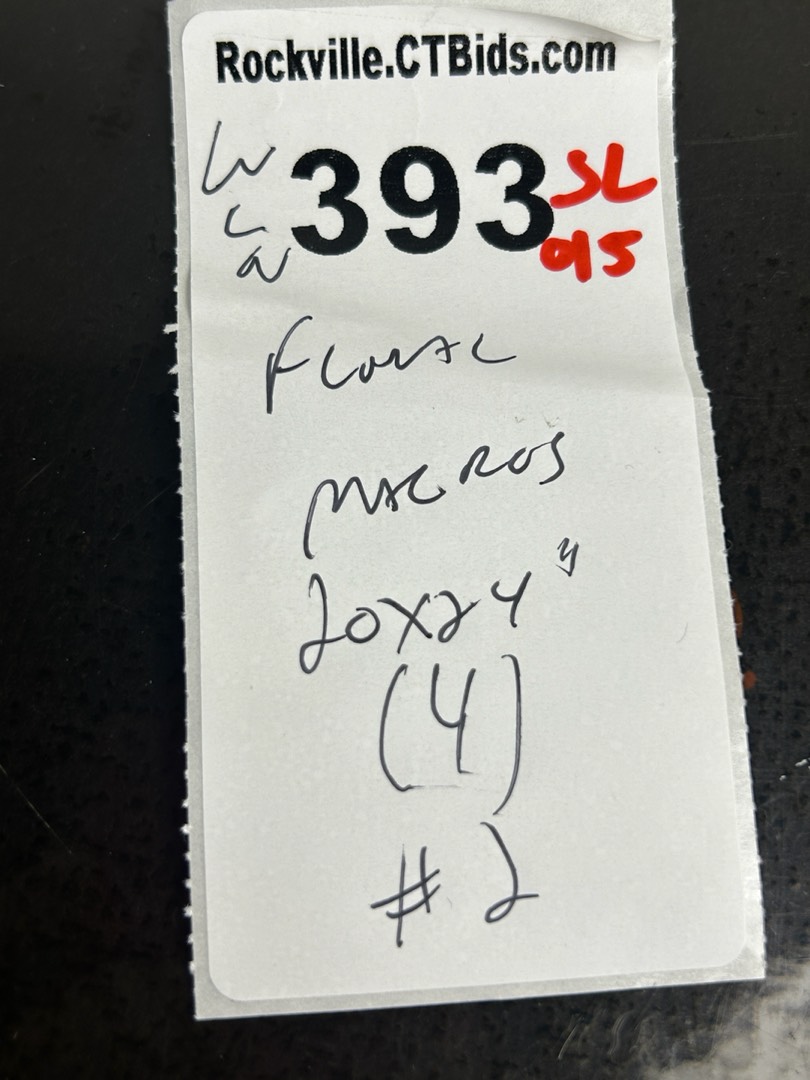 Rockville.CTBids.com
393
SL
015
FLORAL
MACROS
20X24"
(4)
#2